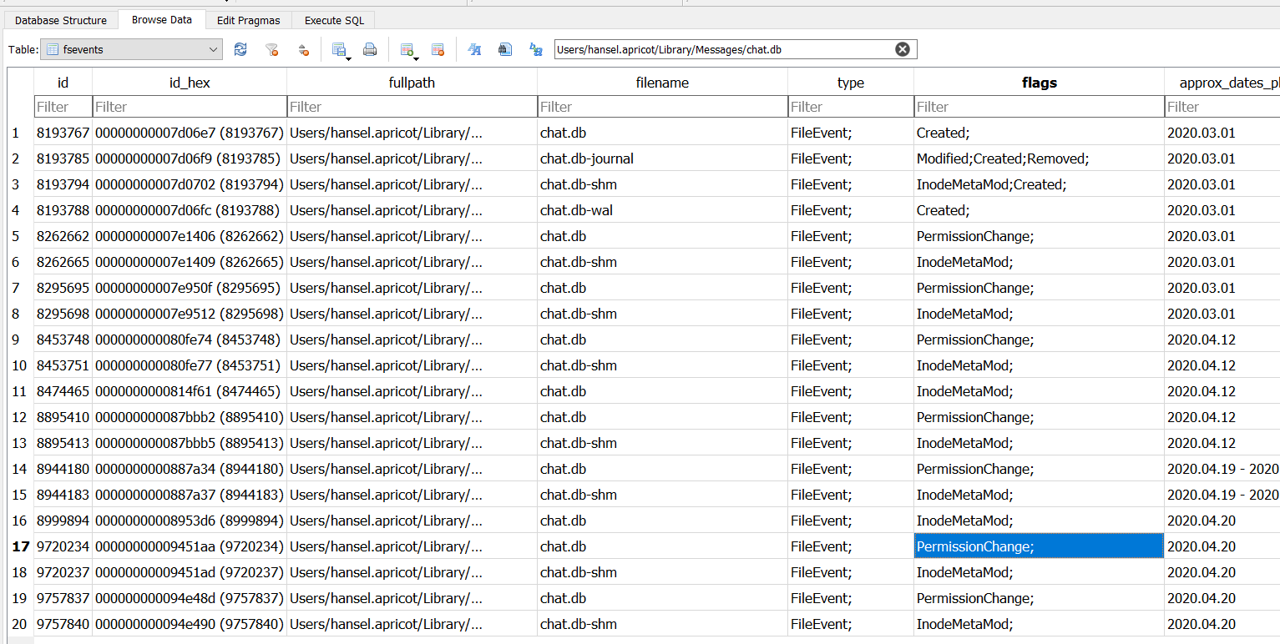 Database Structure Browse Data Edit Pragmas Execute SQL
Table: fsevents Users/hansel.apricot/Library/Messages/chat.db
id id_hex fullpath filename type flags approx_dates_pl
Filter Filter Filter Filter Filter Filter Filter
1 8193767 00000000007d06e7 (8193767) Users/hansel.apricot/Library/... chat.db FileEvent; Created; 2020.03.01
2 8193785 00000000007d06f9 (8193785) Users/hansel.apricot/Library/... chat.db-journal FileEvent; Modified;Created;Removed; 2020.03.01
3 8193794 00000000007d0702 (8193794) Users/hansel.apricot/Library/... chat.db-shm FileEvent; InodeMetaMod;Created; 2020.03.01
4 8193788 00000000007d06fc (8193788) Users/hansel.apricot/Library/... chat.db-wal FileEvent; Created; 2020.03.01
5 8262662 00000000007e1406 (8262662) Users/hansel.apricot/Library/... chat.db FileEvent; PermissionChange; 2020.03.01
6 8262665 00000000007e1409 (8262665) Users/hansel.apricot/Library/... chat.db-shm FileEvent; InodeMetaMod; 2020.03.01
7 8295695 00000000007e950f (8295695) Users/hansel.apricot/Library/... chat.db FileEvent; PermissionChange; 2020.03.01
8 8295698 00000000007e9512 (8295698) Users/hansel.apricot/Library/... chat.db-shm FileEvent; InodeMetaMod; 2020.03.01
9 8453748 000000000080fe74 (8453748) Users/hansel.apricot/Library/... chat.db FileEvent; PermissionChange; 2020.04.12
10 8453751 000000000080fe77 (8453751) Users/hansel.apricot/Library/... chat.db-shm FileEvent; InodeMetaMod; 2020.04.12
11 8474465 0000000000814f61 (8474465) Users/hansel.apricot/Library/... chat.db FileEvent; InodeMetaMod; 2020.04.12
12 8895410 000000000087bbb2 (8895410) Users/hansel.apricot/Library/... chat.db FileEvent; PermissionChange; 2020.04.12
13 8895413 000000000087bbb5 (8895413) Users/hansel.apricot/Library/... chat.db-shm FileEvent; InodeMetaMod; 2020.04.12
14 8944180 0000000000887a34 (8944180) Users/hansel.apricot/Library/... chat.db FileEvent; PermissionChange; 2020.04.19 - 2020
15 8944183 0000000000887a37 (8944183) Users/hansel.apricot/Library/... chat.db-shm FileEvent; InodeMetaMod; 2020.04.19 - 2020
16 8999894 00000000008953d6 (8999894) Users/hansel.apricot/Library/... chat.db FileEvent; InodeMetaMod; 2020.04.20
17 9720234 00000000009451aa (9720234) Users/hansel.apricot/Library/... chat.db FileEvent; PermissionChange; 2020.04.20
18 9720237 00000000009451ad (9720237) Users/hansel.apricot/Library/... chat.db-shm FileEvent; InodeMetaMod; 2020.04.20
19 9757837 000000000094e48d (9757837) Users/hansel.apricot/Library/... chat.db FileEvent; PermissionChange; 2020.04.20
20 9757840 000000000094e490 (9757840) Users/hansel.apricot/Library/... chat.db-shm FileEvent; InodeMetaMod; 2020.04.20